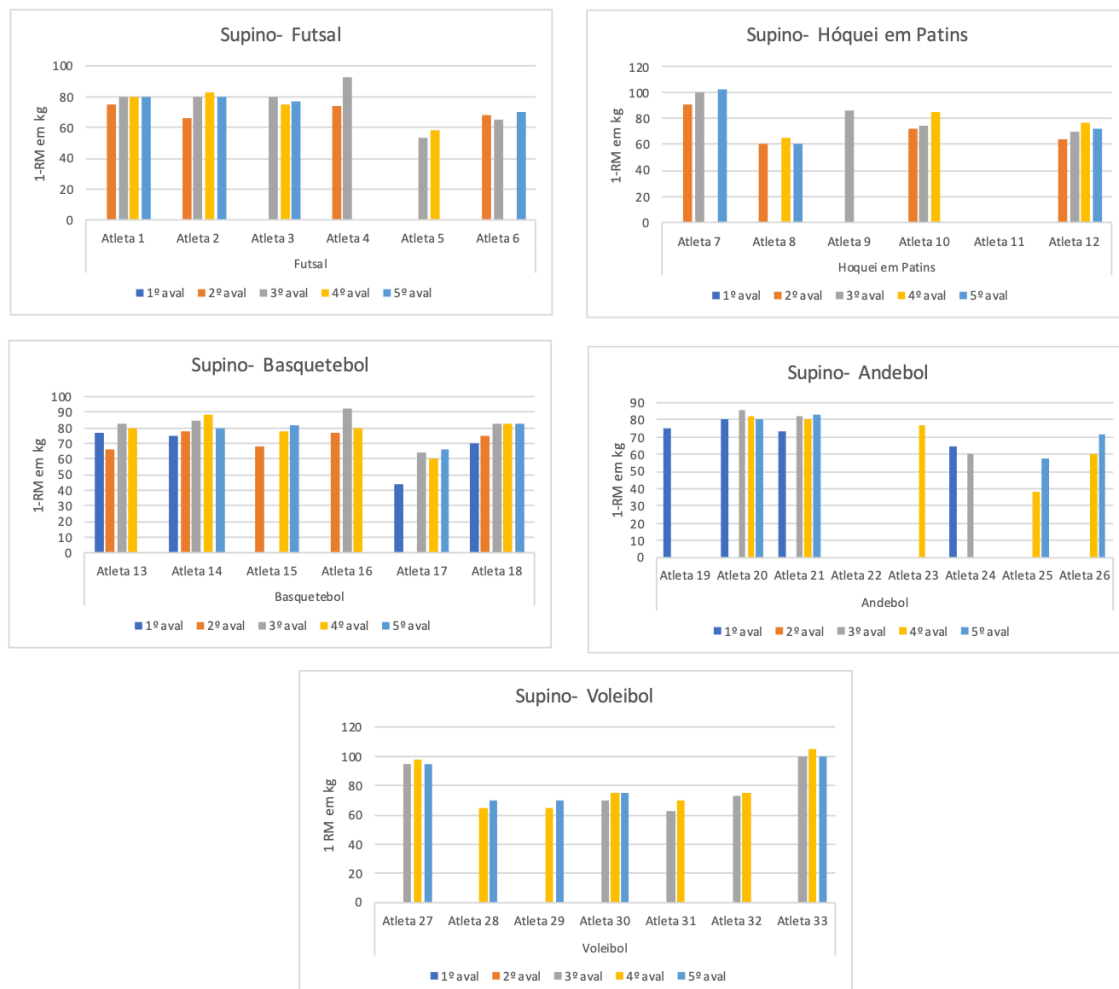 Supino- Futsal
1-RM em kg
100
80
60
40
20
0
Atleta 1 Atleta 2 Atleta 3 Atleta 4 Atleta 5 Atleta 6
Futsal
1º aval 2º aval 3º aval 4º aval 5º aval
Supino- Hóquei em Patins
1-RM em kg
120
100
80
60
40
20
0
Atleta 7 Atleta 8 Atleta 9 Atleta 10 Atleta 11 Atleta 12
Hoquei em Patins
1º aval 2º aval 3º aval 4º aval 5º aval
Supino- Basquetebol
1-RM em kg
100
90
80
70
60
50
40
30
20
10
0
Atleta 13 Atleta 14 Atleta 15 Atleta 16 Atleta 17 Atleta 18
Basquetebol
1º aval 2º aval 3º aval 4º aval 5º aval
Supino- Andebol
1-RM em kg
90
80
70
60
50
40
30
20
10
0
Atleta 19 Atleta 20 Atleta 21 Atleta 22 Atleta 23 Atleta 24 Atleta 25 Atleta 26
Andebol
1º aval 2º aval 3º aval 4º aval 5º aval
Supino- Voleibol
1 RM em kg
120
100
80
60
40
20
0
Atleta 27 Atleta 28 Atleta 29 Atleta 30 Atleta 31 Atleta 32 Atleta 33
Voleibol
1º aval 2º aval 3º aval 4º aval 5º aval